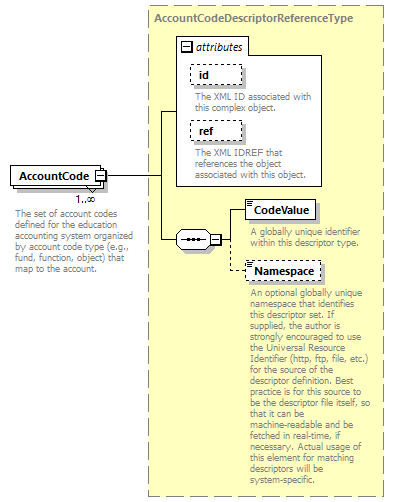 AccountCodeDescriptorReferenceType
attributes
id
The XML ID associated with
this complex object.
ref
The XML IDREF that
references the object
associated with this object.
AccountCode
1..∞
The set of account codes
defined for the education
accounting system organized
by account code type (e.g.,
fund, function, object) that
map to the account.
CodeValue
A globally unique identifier
within this descriptor type.
Namespace
An optional globally unique
namespace that identifies
this descriptor set. If
supplied, the author is
strongly encouraged to use
the Universal Resource
Identifier (http, ftp, file, etc.)
for the source of the
descriptor definition. Best
practice is for this source to
be the descriptor file itself, so
that it can be
machine-readable and be
fetched in real-time, if
necessary. Actual usage of
this element for matching
descriptors will be
system-specific.